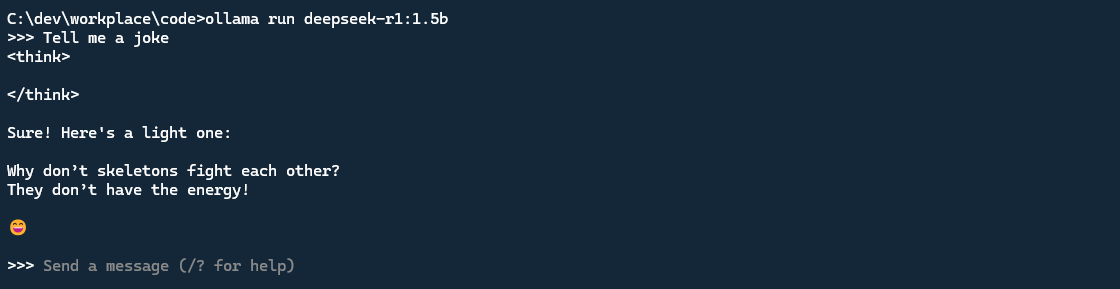 C:\dev\workplace\code>ollama run deepseek-r1:1.5b
>>> Tell me a joke
<think>
</think>
Sure! Here's a light one:
Why don’t skeletons fight each other?
They don’t have the energy!
😄
>>> Send a message (/? for help)